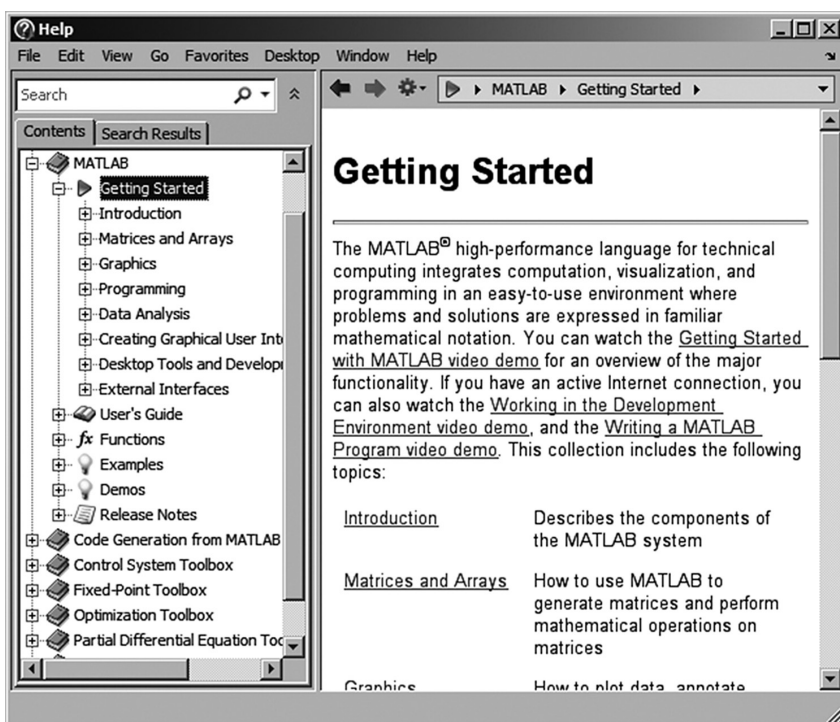 Help
File Edit View Go Favorites Desktop Window Help
Search
MATLAB Getting Started
Contents Search Results
MATLAB
Getting Started
Introduction
Matrices and Arrays
Graphics
Programming
Data Analysis
Creating Graphical User Int
Desktop Tools and Develop
External Interfaces
User's Guide
fx Functions
Examples
Demos
Release Notes
Code Generation from MATLAB
Control System Toolbox
Fixed-Point Toolbox
Optimization Toolbox
Partial Differential Equation Too
Getting Started
The MATLAB® high-performance language for technical
computing integrates computation, visualization, and
programming in an easy-to-use environment where
problems and solutions are expressed in familiar
mathematical notation. You can watch the Getting Started
with MATLAB video demo for an overview of the major
functionality. If you have an active Internet connection, you
can also watch the Working in the Development
Environment video demo, and the Writing a MATLAB
Program video demo. This collection includes the following
topics:
Introduction Describes the components of
the MATLAB system
Matrices and Arrays How to use MATLAB to
generate matrices and perform
mathematical operations on
matrices
Graphics How to plot data, annotate